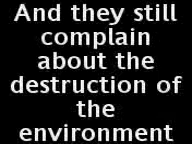 And they still
complain
about the
destruction of
the
environment